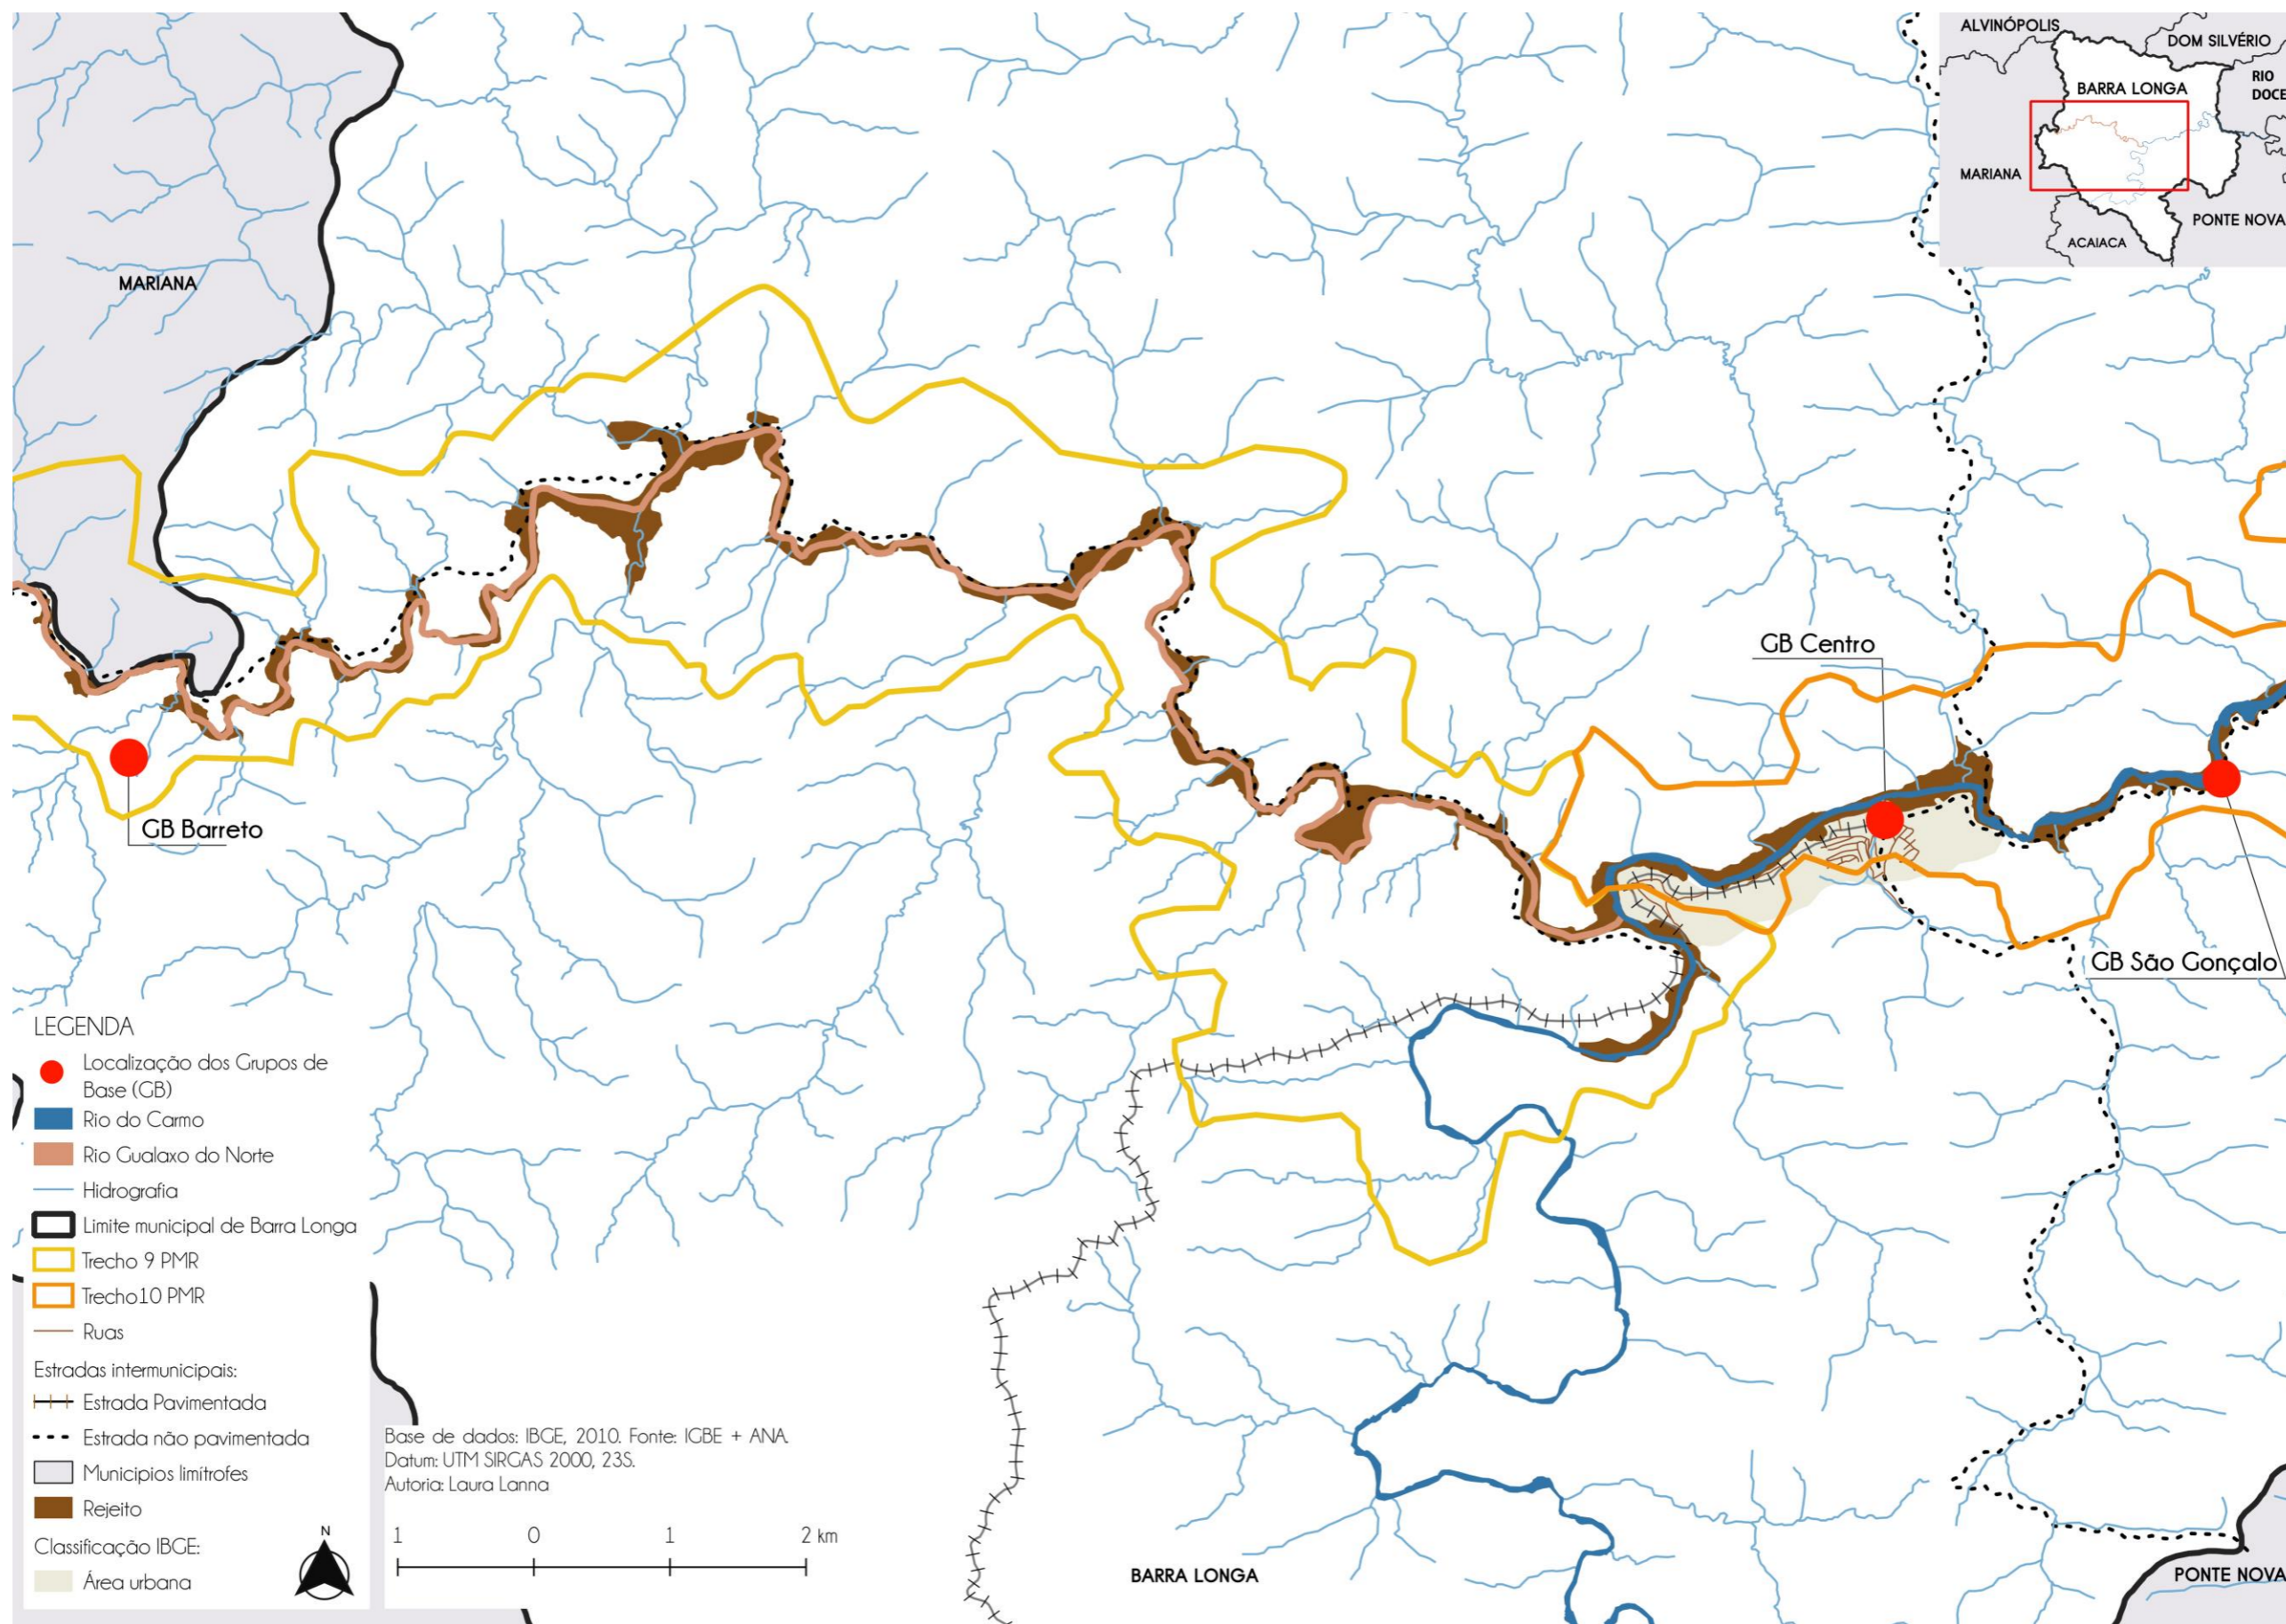 ALVINÓPOLIS
DOM SILVÉRIO
RIO
DOCE
BARRA LONGA
MARIANA
PONTE NOVA
ACAIACA
MARIANA
GB Centro
GB Barreto
GB São Gonçalo
LEGENDA
Localização dos Grupos de
Base (GB)
Rio do Carmo
Rio Gualaxo do Norte
Hidrografia
Limite municipal de Barra Longa
Trecho 9 PMR
Trecho10 PMR
Ruas
Estradas intermunicipais:
Estrada Pavimentada
Estrada não pavimentada
Municipios limítrofes
Rejeito
Classificação IBGE:
Área urbana
N
Base de dados: IBGE, 2010. Fonte: IGBE + ANA.
Datum: UTM SIRGAS 2000, 23S.
Autoria: Laura Lanna
1 0 1 2 km
BARRA LONGA
PONTE NOVA